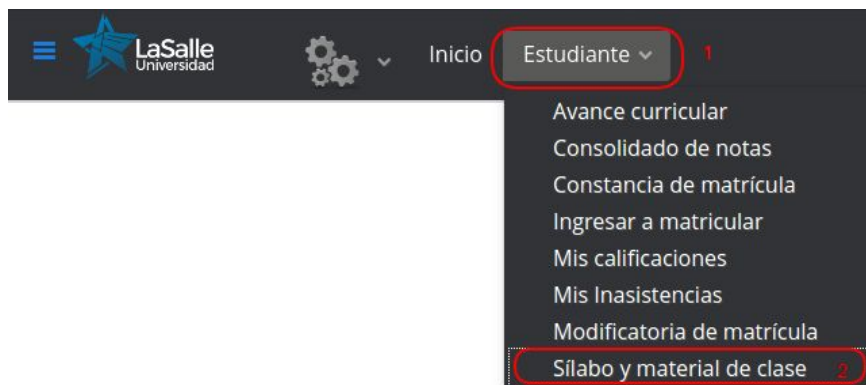 LaSalle
Universidad
Inicio
Estudiante
1
Avance curricular
Consolidado de notas
Constancia de matrícula
Ingresar a matricular
Mis calificaciones
Mis Inasistencias
Modificatoria de matrícula
Sílabo y material de clase 2